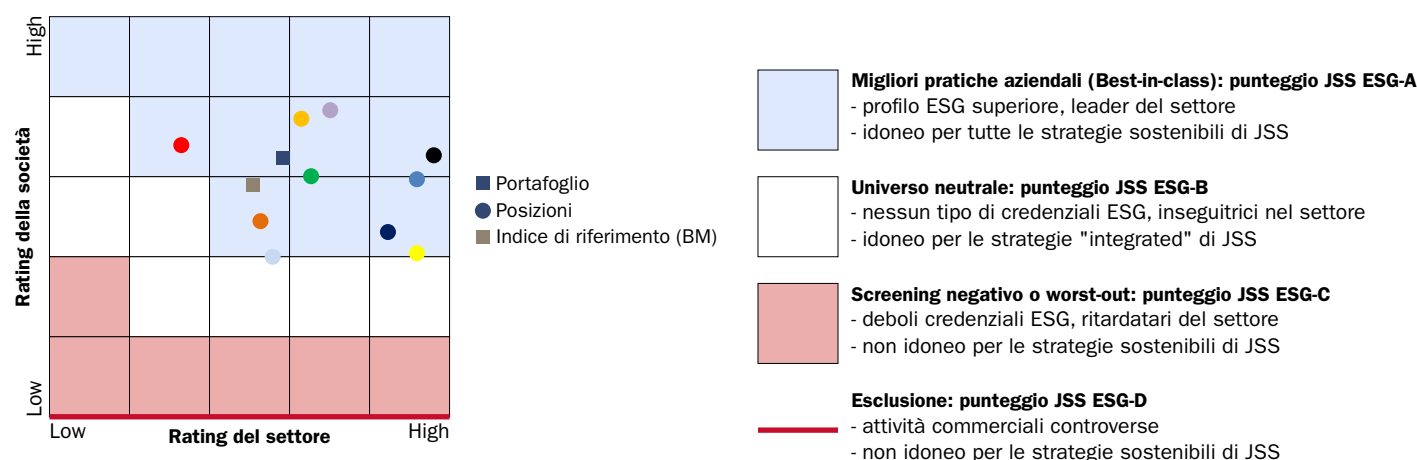 High
Rating della società
Low
Low
Rating del settore
High
Portafoglio
Posizioni
Indice di riferimento (BM)
Migliori pratiche aziendali (Best-in-class): punteggio JSS ESG-A
- profilo ESG superiore, leader del settore
- idoneo per tutte le strategie sostenibili di JSS
Universo neutrale: punteggio JSS ESG-B
- nessun tipo di credenziali ESG, inseguitrici nel settore
- idoneo per le strategie "integrated" di JSS
Screening negativo o worst-out: punteggio JSS ESG-C
- deboli credenziali ESG, ritardatari del settore
- non idoneo per le strategie sostenibili di JSS
Esclusione: punteggio JSS ESG-D
- attività commerciali controverse
- non idoneo per le strategie sostenibili di JSS